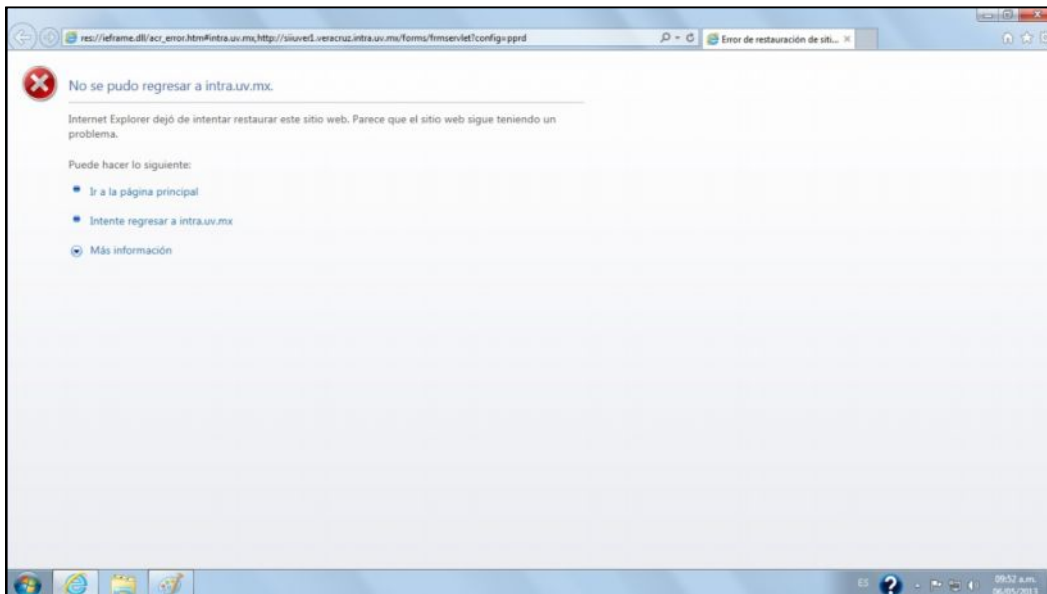 res://ieframe.dll/acr_error.htm#intra.uv.mx,http://siiuver1.veracruz.intra.uv.mx/forms/frmservlet?config=pprd
Error de restauración de siti...
No se pudo regresar a intra.uv.mx.
Internet Explorer dejó de intentar restaurar este sitio web. Parece que el sitio web sigue teniendo un
problema.
Puede hacer lo siguiente:
Ir a la página principal
Intente regresar a intra.uv.mx
Más información
ES
09:52 a.m.
06/05/2013